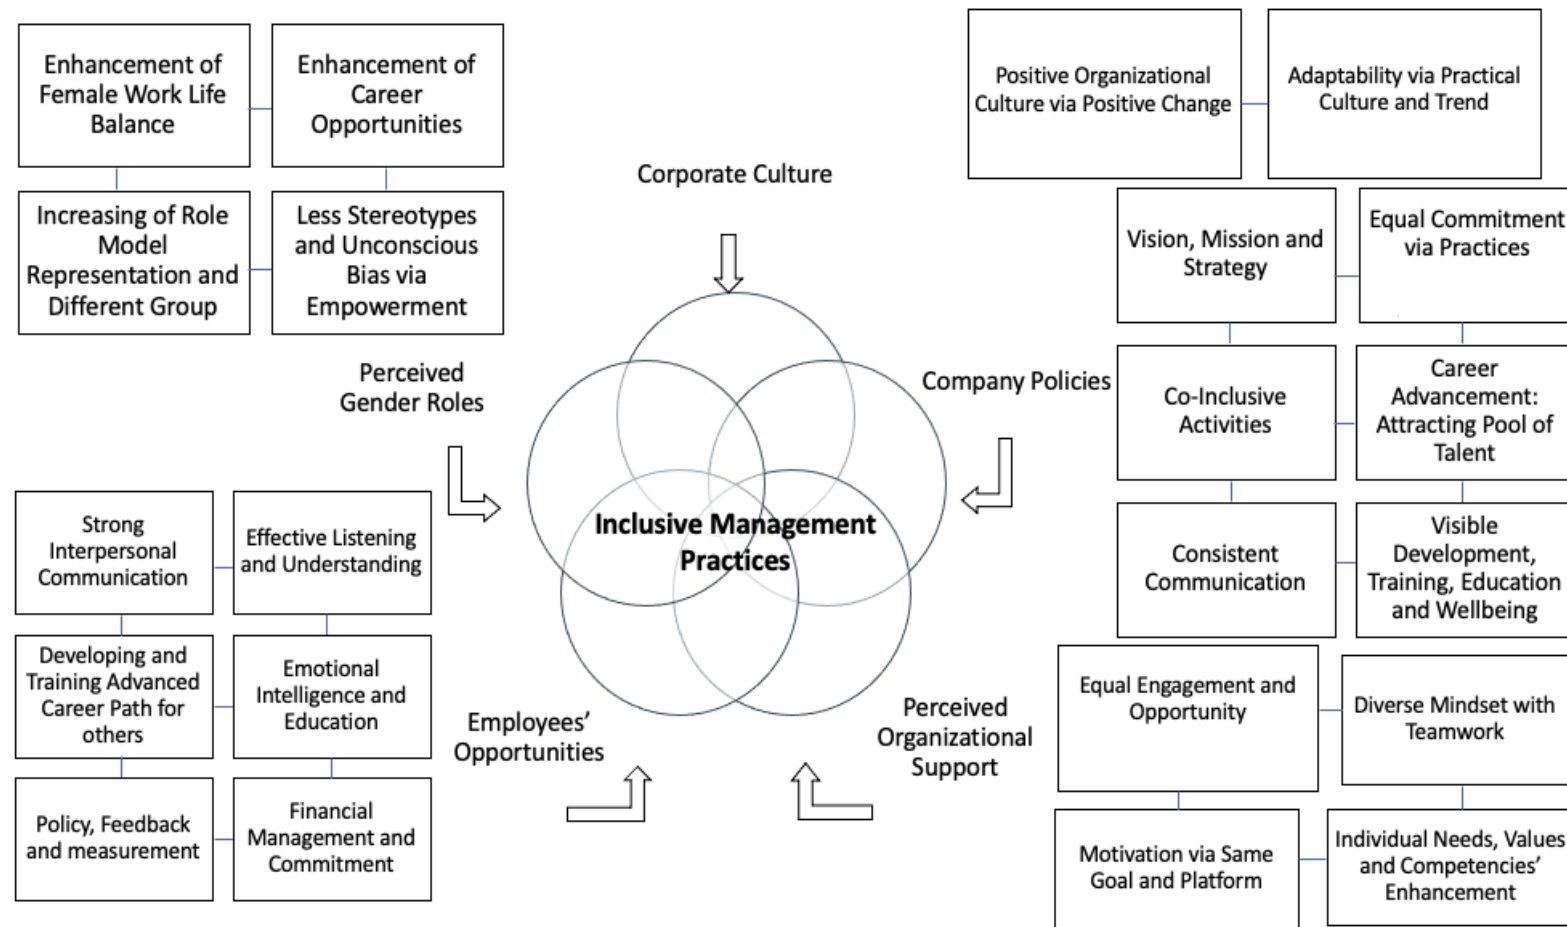 Enhancement of
Female Work Life
Balance
Enhancement of
Career
Opportunities
Increasing of Role
Model
Representation and
Different Group
Less Stereotypes
and Unconscious
Bias via
Empowerment
Positive Organizational
Culture via Positive Change
Adaptability via Practical
Culture and Trend
Corporate Culture
Vision, Mission and
Strategy
Equal Commitment
via Practices
Perceived
Gender Roles
Company Policies
Co-Inclusive
Activities
Career
Advancement:
Attracting Pool of
Talent
Strong
Interpersonal
Communication
Effective Listening
and Understanding
Inclusive Management
Practices
Consistent
Communication
Visible
Development,
Training, Education
and Wellbeing
Developing and
Training Advanced
Career Path for
others
Emotional
Intelligence and
Education
Employees’
Opportunities
Perceived
Organizational
Support
Equal Engagement and
Opportunity
Diverse Mindset with
Teamwork
Policy, Feedback
and measurement
Financial
Management and
Commitment
Motivation via Same
Goal and Platform
Individual Needs, Values
and Competencies’
Enhancement